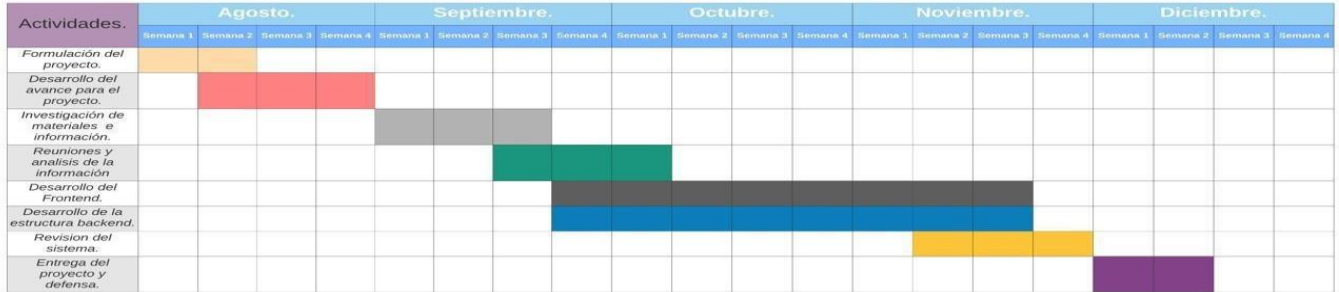 Actividades.
Agosto. Septiembre. Octubre. Noviembre. Diciembre.
Semana 1 Semana 2 Semana 3 Semana 4 Semana 1 Semana 2 Semana 3 Semana 4 Semana 1 Semana 2 Semana 3 Semana 4 Semana 1 Semana 2 Semana 3 Semana 4 Semana 1 Semana 2 Semana 3 Semana 4
Formulación del
proyecto.
Desarrollo del
avance para el
proyecto.
Investigación de
materiales e
información.
Reuniones y
analisis de la
información
Desarrollo del
Frontend.
Desarrollo de la
estructura backend.
Revision del
sistema.
Entrega del
proyecto y
defensa.